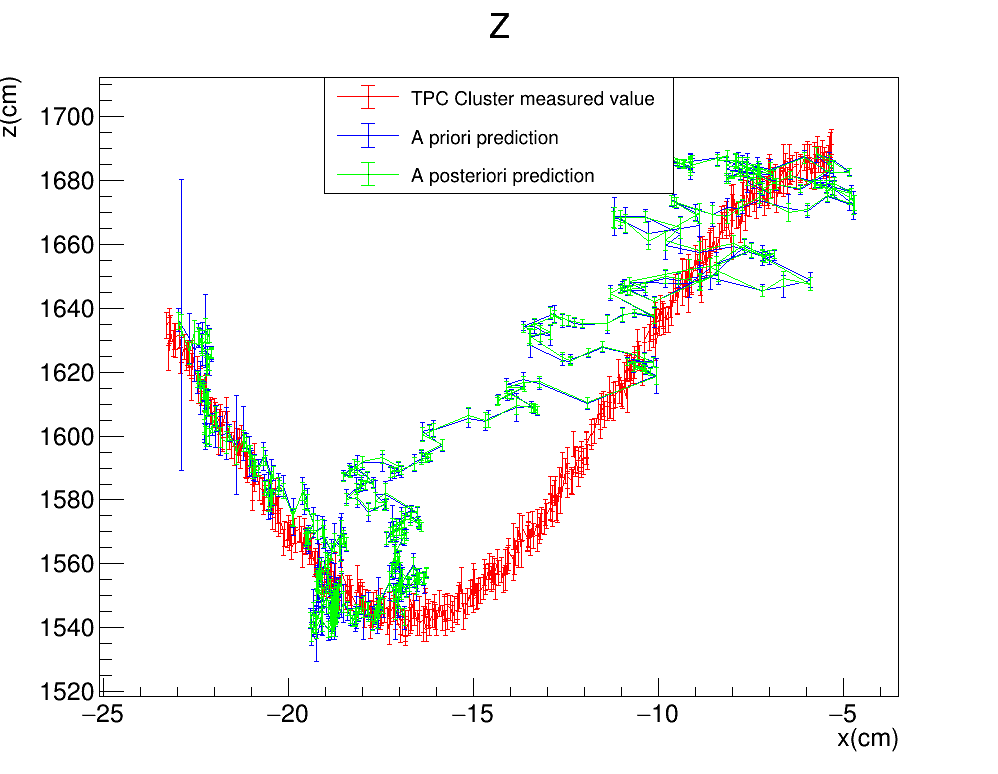 Z
z(cm)
TPC Cluster measured value
A priori prediction
A posteriori prediction
1700
1680
1660
1640
1620
1600
1580
1560
1540
1520
−25 −20 −15 −10 −5
x(cm)